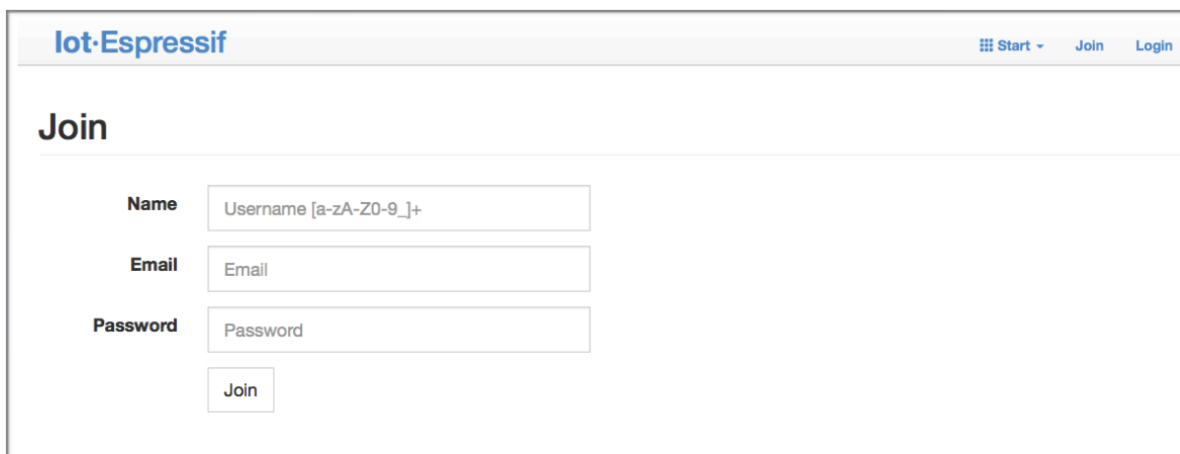 Iot·Espressif
Start Join Login
Join
Name Username [a-zA-Z0-9_]+
Email Email
Password Password
Join